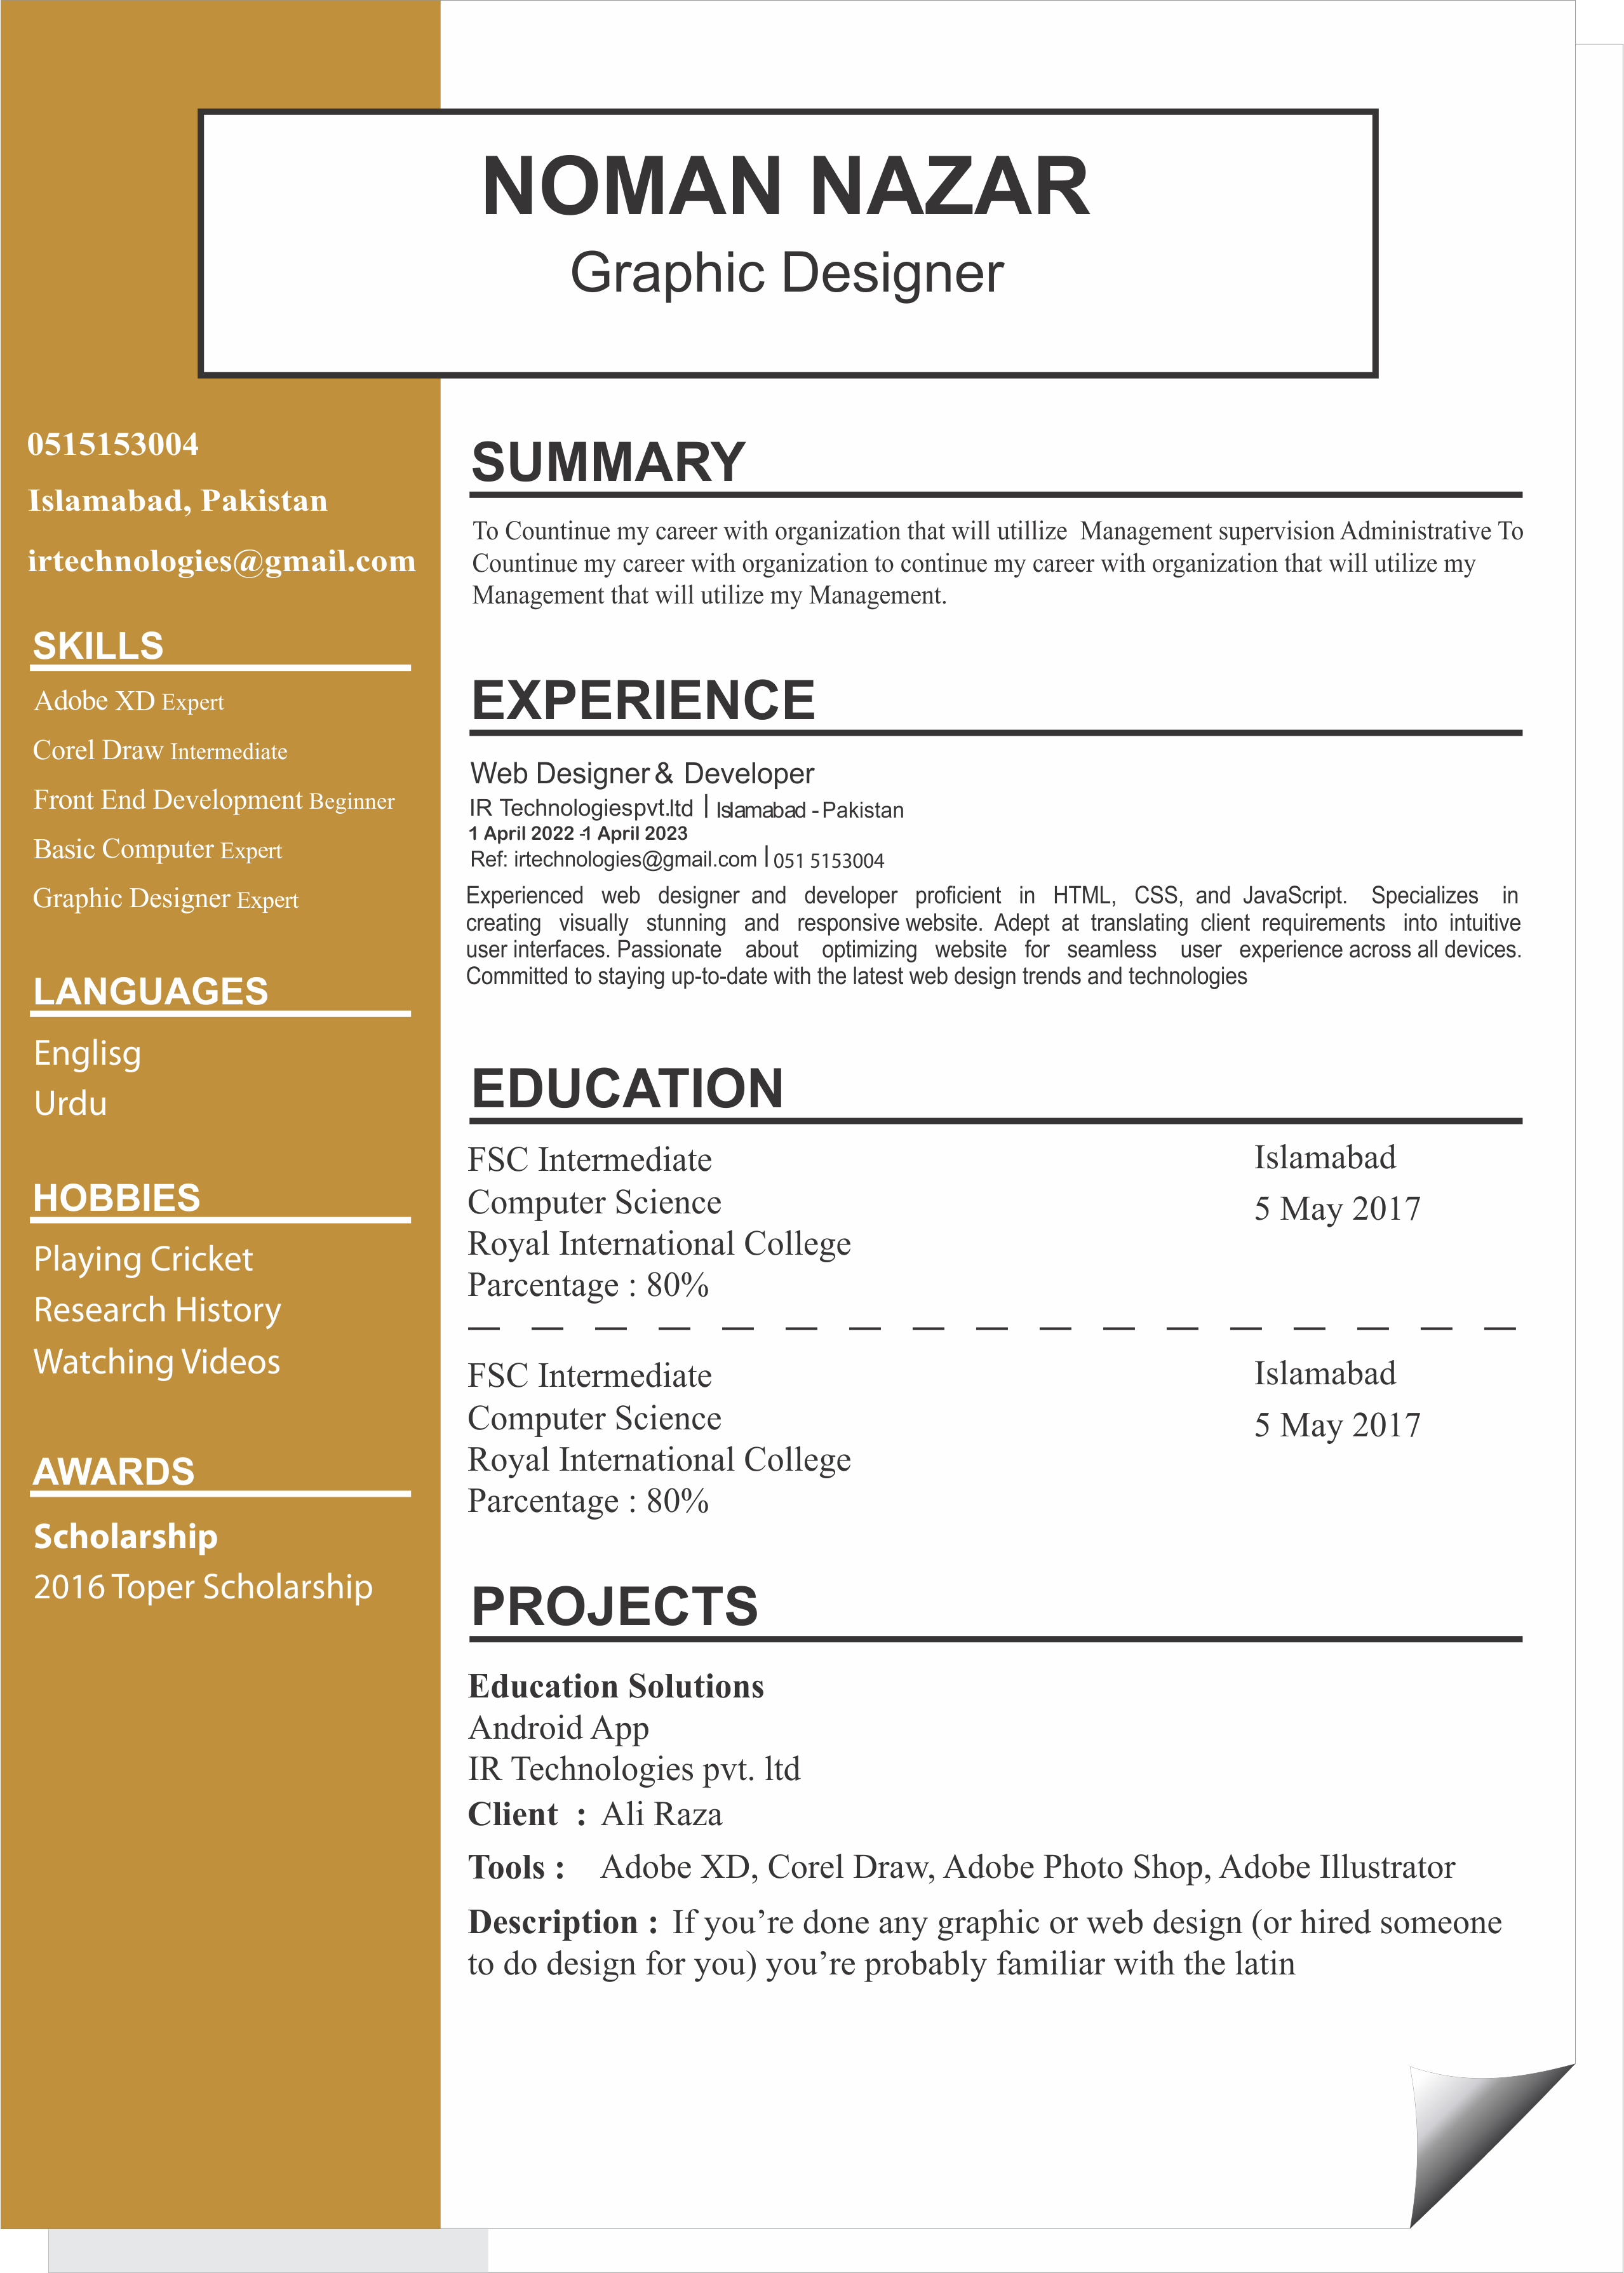 NOMAN NAZAR
Graphic Designer
0515153004
Islamabad, Pakistan
irtechnologies@gmail.com
SKILLS
Adobe XD Expert
Corel Draw Intermediate
Front End Development Beginner
Basic Computer Expert
Graphic Designer Expert
LANGUAGES
Englisg
Urdu
HOBBIES
Playing Cricket
Research History
Watching Videos
AWARDS
Scholarship
2016 Toper Scholarship
SUMMARY
To Countinue my career with organization that will utillize Management supervision Administrative To
Countinue my career with organization to continue my career with organization that will utilize my
Management that will utilize my Management.
EXPERIENCE
Web Designer & Developer
IR Technologiespvt.ltd | Islamabad - Pakistan
1 April 2022 -1 April 2023
Ref: irtechnologies@gmail.com | 051 5153004
Experienced web designer and developer proficient in HTML, CSS, and JavaScript. Specializes in
creating visually stunning and responsive website. Adept at translating client requirements into intuitive
user interfaces. Passionate about optimizing website for seamless user experience across all devices.
Committed to staying up-to-date with the latest web design trends and technologies
EDUCATION
FSC Intermediate
Computer Science
Royal International College
Parcentage : 80%
Islamabad
5 May 2017
FSC Intermediate
Computer Science
Royal International College
Parcentage : 80%
Islamabad
5 May 2017
PROJECTS
Education Solutions
Android App
IR Technologies pvt. ltd
Client : Ali Raza
Tools : Adobe XD, Corel Draw, Adobe Photo Shop, Adobe Illustrator
Description : If you’re done any graphic or web design (or hired someone
to do design for you) you’re probably familiar with the latin